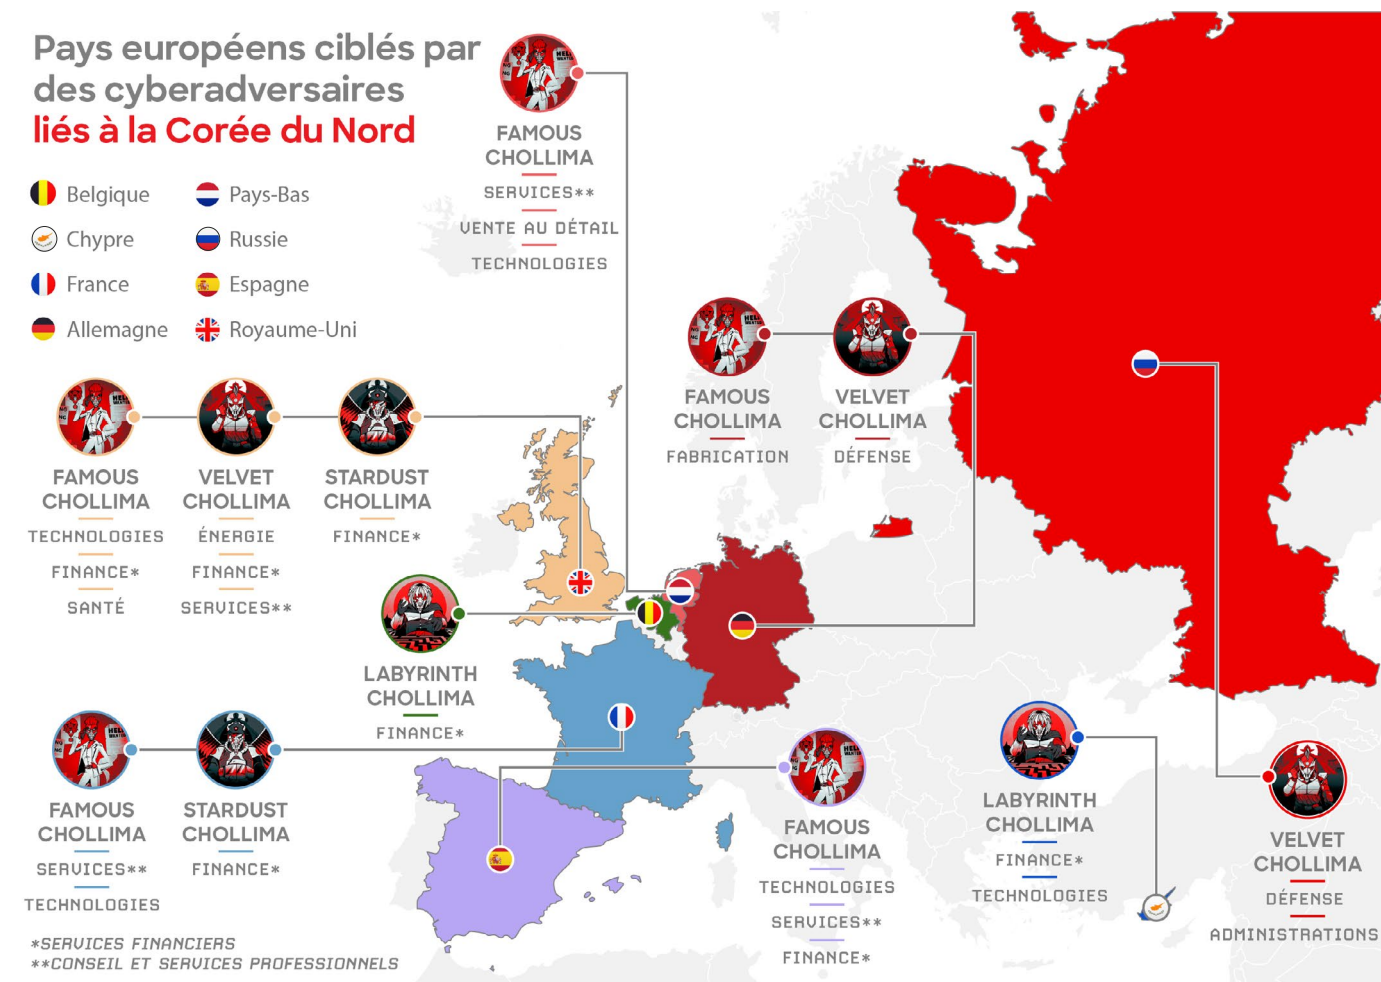 Pays européens ciblés par
des cyberadversaires
liés à la Corée du Nord
Belgique
Pays-Bas
Chypre
Russie
France
Espagne
Allemagne
Royaume-Uni
FAMOUS
CHOLLIMA
SERVICES**
VENTE AU DÉTAIL
TECHNOLOGIES
FAMOUS
CHOLLIMA
FABRICATION
VELVET
CHOLLIMA
DÉFENSE
FAMOUS
CHOLLIMA
TECHNOLOGIES
FINANCE*
SANTÉ
VELVET
CHOLLIMA
ÉNERGIE
FINANCE*
SERVICES**
STARDUST
CHOLLIMA
FINANCE*
LABYRINTH
CHOLLIMA
FINANCE*
FAMOUS
CHOLLIMA
SERVICES**
TECHNOLOGIES
STARDUST
CHOLLIMA
FINANCE*
FAMOUS
CHOLLIMA
TECHNOLOGIES
SERVICES**
FINANCE*
LABYRINTH
CHOLLIMA
FINANCE*
TECHNOLOGIES
VELVET
CHOLLIMA
DÉFENSE
ADMINISTRATIONS
*SERVICES FINANCIERS
**CONSEIL ET SERVICES PROFESSIONNELS